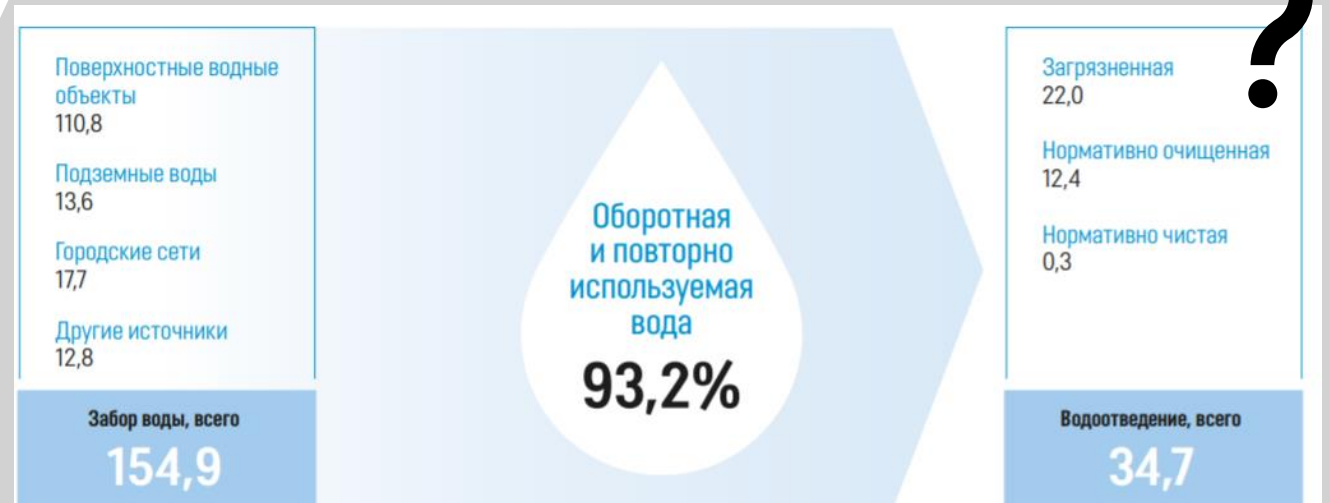 Поверхностные водные
объекты
110,8
Подземные воды
13,6
Городские сети
17,7
Другие источники
12,8
Забор воды, всего
154,9
Оборотная
и повторно
используемая
вода
93,2%
?
Загрязненная
22,0
Нормативно очищенная
12,4
Нормативно чистая
0,3
Водоотведение, всего
34,7